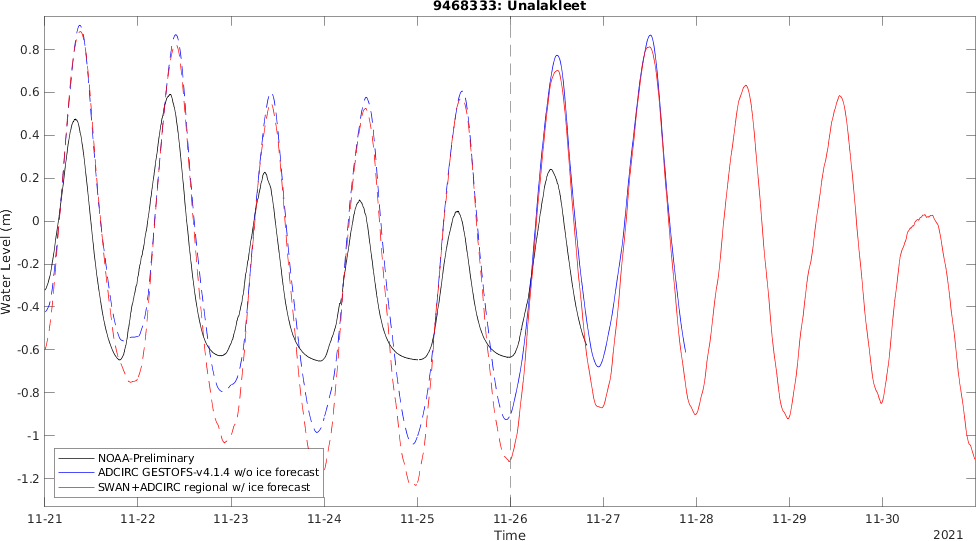 9468333: Unalakleet
Water Level (m)
0.8
0.6
0.4
0.2
0
-0.2
-0.4
-0.6
-0.8
-1
-1.2
NOAA-Preliminary
ADCIRC GESTOFS-v4.1.4 w/o ice forecast
SWAN+ADCIRC regional w/ ice forecast
11-21 11-22 11-23 11-24 11-25 11-26 11-27 11-28 11-29 11-30
Time
2021